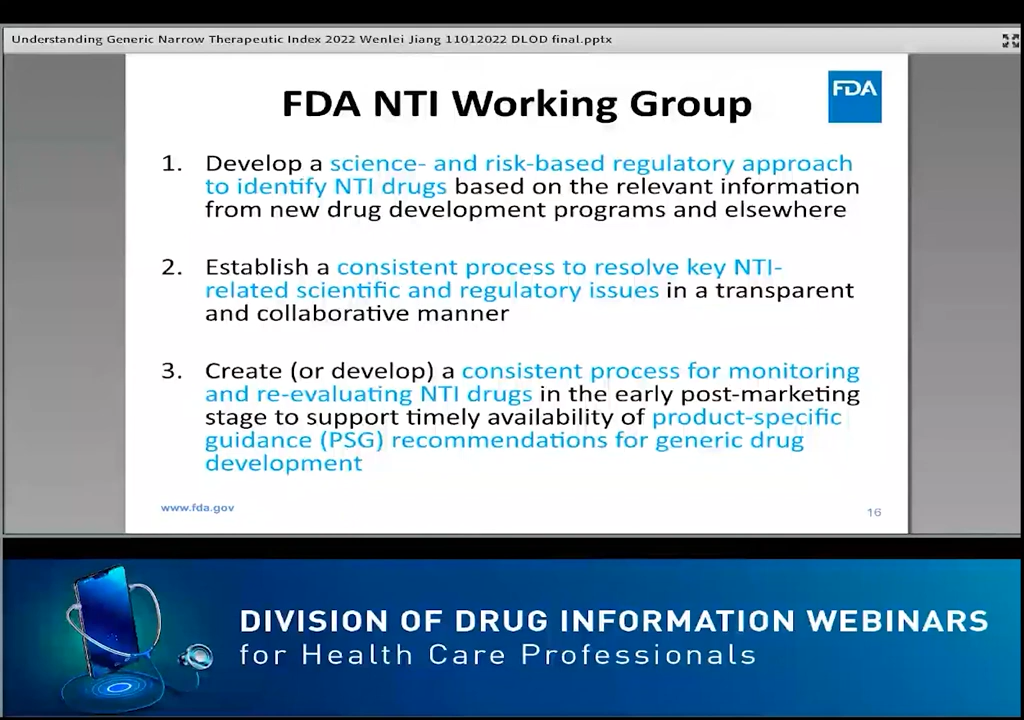 Understanding Generic Narrow Therapeutic Index 2022 Wenlei Jiang 11012022 DLOD final.pptx
FDA NTI Working Group
FDA
1. Develop a science- and risk-based regulatory approach
to identify NTI drugs based on the relevant information
from new drug development programs and elsewhere
2. Establish a consistent process to resolve key NTI-
related scientific and regulatory issues in a transparent
and collaborative manner
3. Create (or develop) a consistent process for monitoring
and re-evaluating NTI drugs in the early post-marketing
stage to support timely availability of product-specific
guidance (PSG) recommendations for generic drug
development
www.fda.gov
16
DIVISION OF DRUG INFORMATION WEBINARS
for Health Care Professionals